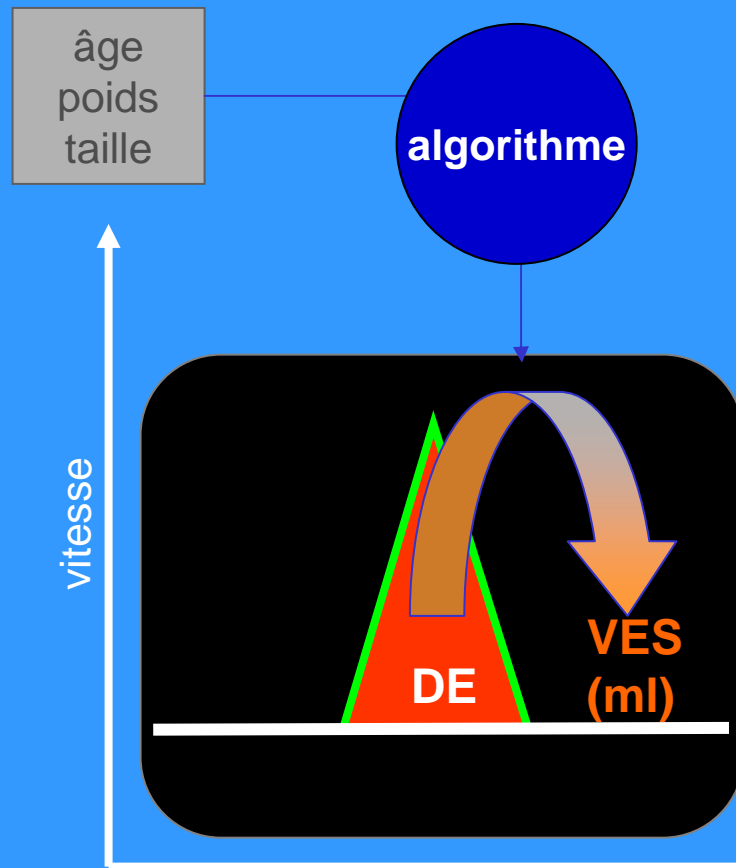 âge
poids
taille
algorithme
vitesse
DE
VES
(ml)